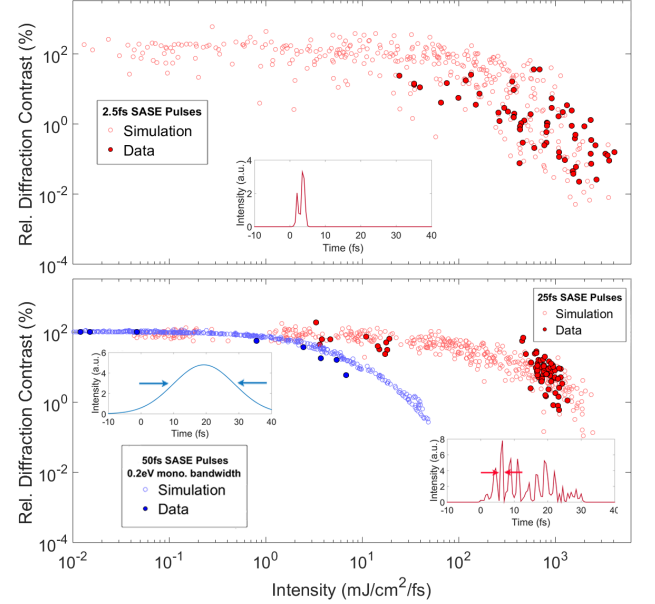 Rel. Diffraction Contrast (%)
10^2
10^0
10^-2
10^-4
2.5fs SASE Pulses
Simulation
Data
Intensity (a.u.)
4
2
0
-10 0 10 20 30 40
Time (fs)
Rel. Diffraction Contrast (%)
10^2
10^0
10^-2
10^-4
25fs SASE Pulses
Simulation
Data
Intensity (a.u.)
6
4
2
0
-10 0 10 20 30 40
Time (fs)
50fs SASE Pulses
0.2eV mono. bandwidth
Simulation
Data
Intensity (a.u.)
8
6
4
2
0
-10 0 10 20 30 40
Time (fs)
10^-2 10^-1 10^0 10^1 10^2 10^3
Intensity (mJ/cm^2/fs)